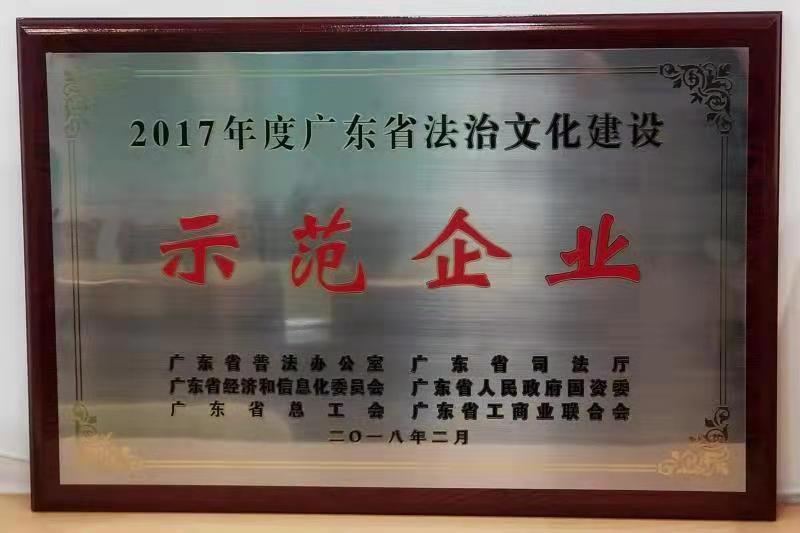 2017年度广东省法治文化建设
示范企业
广东省普法办公室 广东省司法厅
广东省经济和信息化委员会 广东省人民政府国资委
广东省总工会 广东省工商业联合会
二〇一八年二月